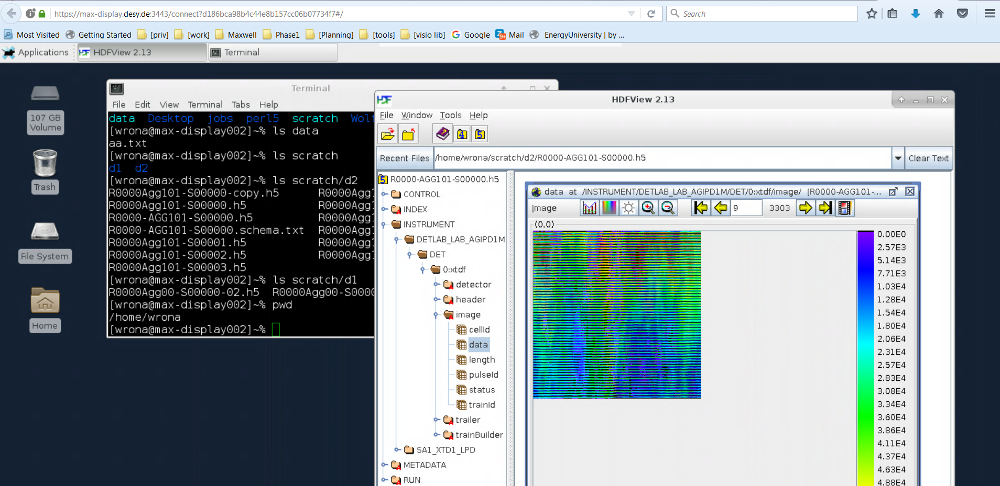 https://max-display.desy.de:3443/connect?d186bca98b4c44e8b157cc06b07734f7#/
Search
Most Visited Getting Started [priv] [work] Maxwell Phase1 [Planning] [tools] [visio lib] Google Mail EnergyUniversity | by ...
Applications HDFView 2.13 Terminal
107 GB
Volume
Trash
File System
Home
Terminal
File Edit View Terminal Tabs Help
data Desktop jobs perl5 scratch Wolf
[wrona@max-display002]~% ls data
aa.txt
[wrona@max-display002]~% ls scratch
d1 d2
[wrona@max-display002]~% ls scratch/d2
R0000Agg101-S00000-copy.h5 R0000Agg1
R0000Agg101-S00000.h5 R0000Agg1
R0000-AGG101-S00000.h5 R0000Agg1
R0000-AGG101-S00000.schema.txt R0000Agg1
R0000Agg101-S00001.h5 R0000Agg1
R0000Agg101-S00002.h5 R0000Agg1
R0000Agg101-S00003.h5
[wrona@max-display002]~% ls scratch/d1
R0000Agg00-S00000-02.h5 R0000Agg00-S0000
[wrona@max-display002]~% pwd
/home/wrona
[wrona@max-display002]~%
HDFView 2.13
File Window Tools Help
4 5
Recent Files /home/wrona/scratch/d2/R0000-AGG101-S00000.h5 Clear Text
R0000-AGG101-S00000.h5
CONTROL
INDEX
INSTRUMENT
DETLAB_LAB_AGIPD1M
DET
0:xtdf
detector
header
image
cellId
data
length
pulseId
status
trainId
trailer
trainBuilder
SA1_XTD1_LPD
METADATA
RUN
data at /INSTRUMENT/DETLAB_LAB_AGIPD1M/DET/0:xtdf/image/ [R0000-AGG101-...
Image 9 3303
(0,0)
0.00E0
2.57E3
5.14E3
7.71E3
1.03E4
1.28E4
1.54E4
1.80E4
2.06E4
2.31E4
2.57E4
2.83E4
3.08E4
3.34E4
3.60E4
3.86E4
4.11E4
4.37E4
4.63E4
4.88E4